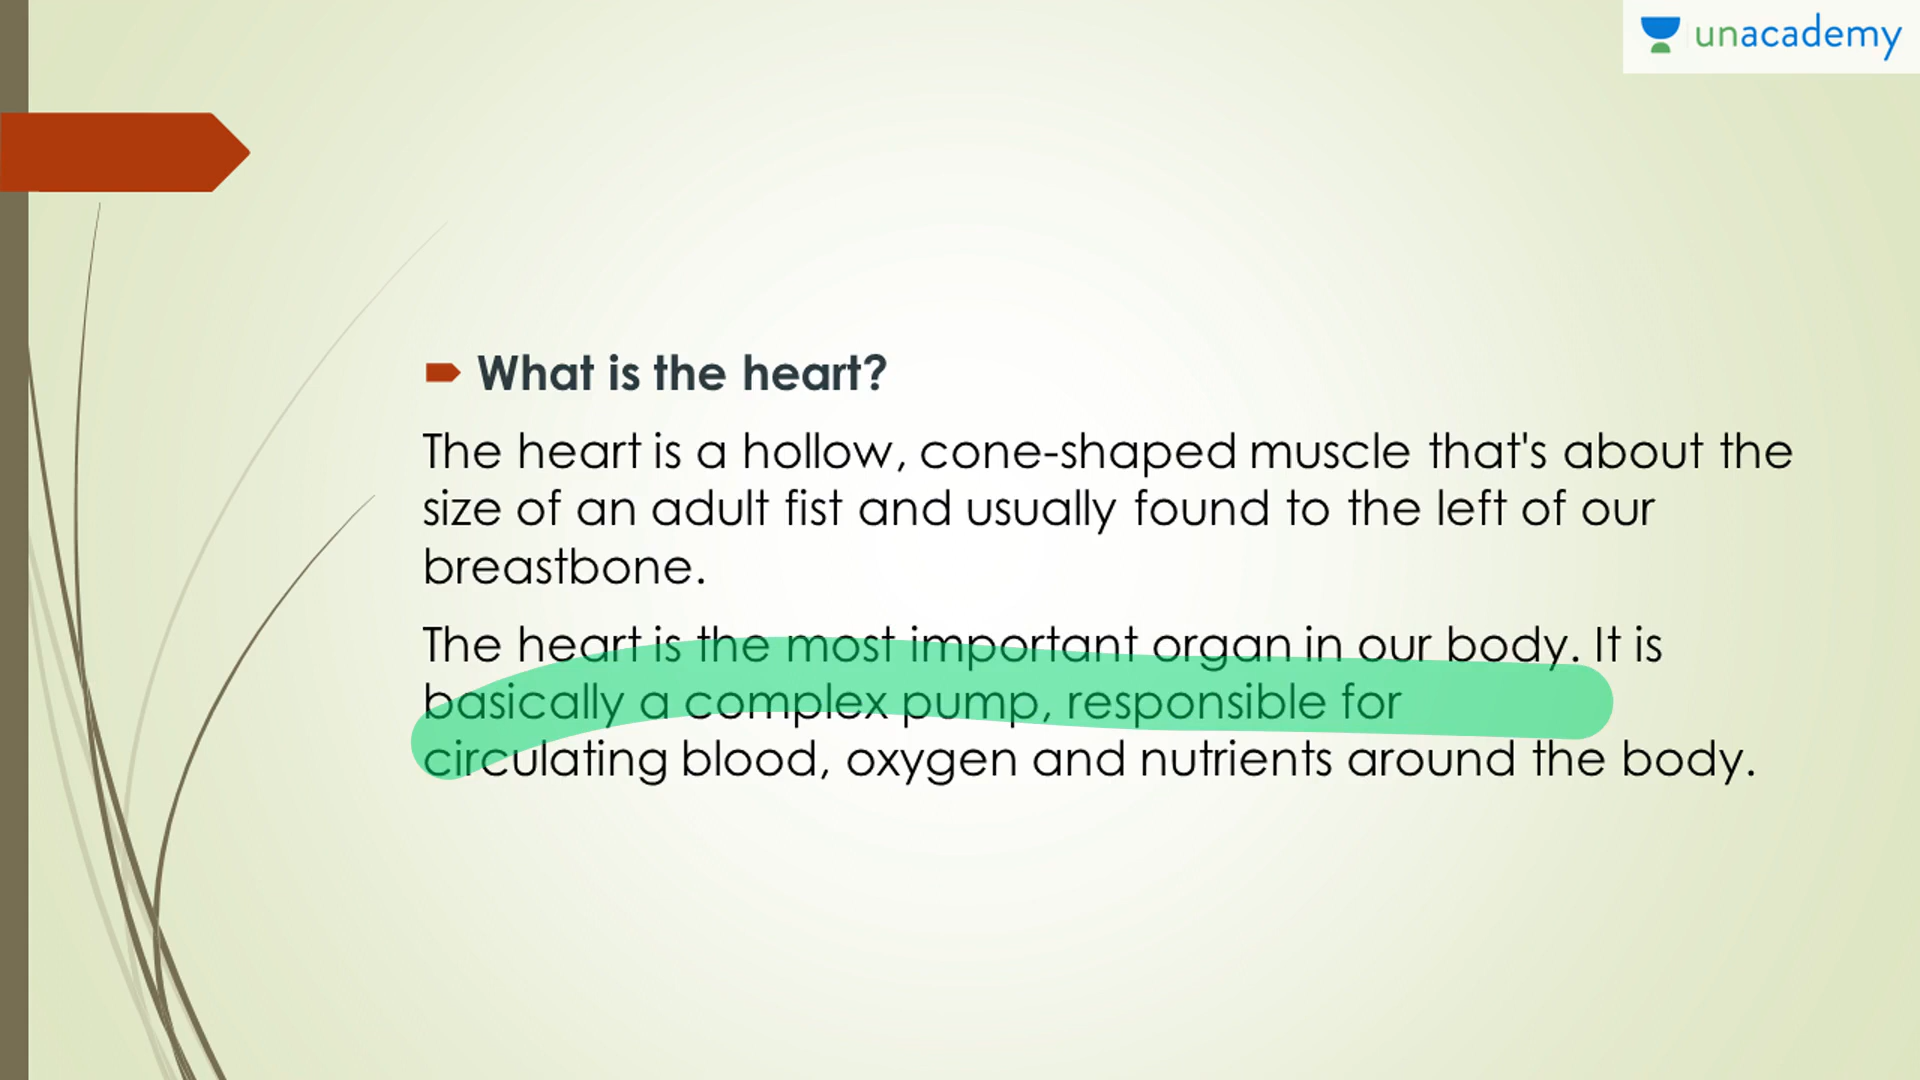 unacademy
What is the heart?
The heart is a hollow, cone-shaped muscle that's about the
size of an adult fist and usually found to the left of our
breastbone.
The heart is the most important organ in our body. It is
basically a complex pump, responsible for
circulating blood, oxygen and nutrients around the body.